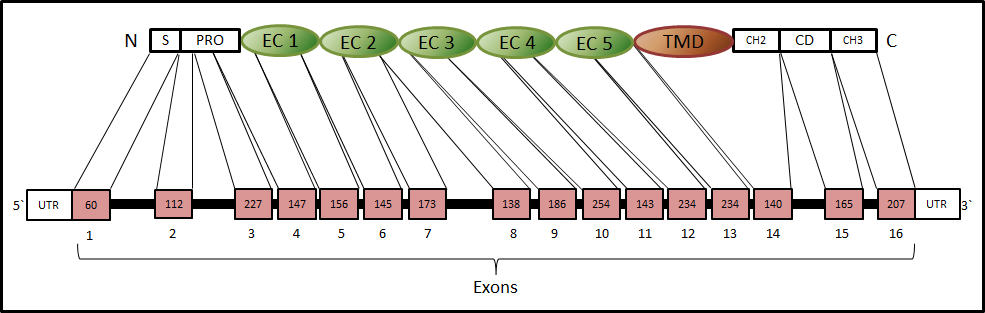 N S PRO EC 1 EC 2 EC 3 EC 4 EC 5 TMD CH2 CD CH3 C
5` UTR 60 112 227 147 156 145 173 138 186 254 143 234 234 140 165 207 UTR 3`
1 2 3 4 5 6 7 8 9 10 11 12 13 14 15 16
Exons